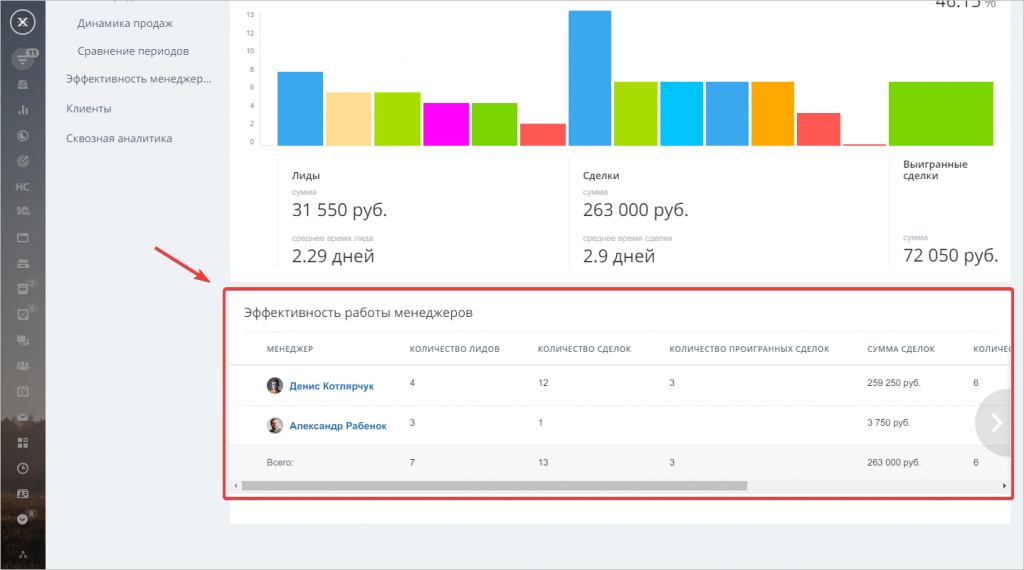 46.15 %
Динамика продаж
Сравнение периодов
Эффективность менеджер...
Клиенты
Сквозная аналитика
11
НС
1С
2
6
8
13
12
10
8
6
4
2
0
Лиды
сумма
31 550 руб.
среднее время лида
2.29 дней
Сделки
сумма
263 000 руб.
среднее время сделки
2.9 дней
Выигранные
сделки
сумма
72 050 руб.
Эффективность работы менеджеров
МЕНЕДЖЕР КОЛИЧЕСТВО ЛИДОВ КОЛИЧЕСТВО СДЕЛОК КОЛИЧЕСТВО ПРОИГРАННЫХ СДЕЛОК СУММА СДЕЛОК КОЛИЧЕС
Денис Котлярчук 4 12 3 259 250 руб. 6
Александр Рабенок 3 1 3 750 руб.
Всего: 7 13 3 263 000 руб. 6